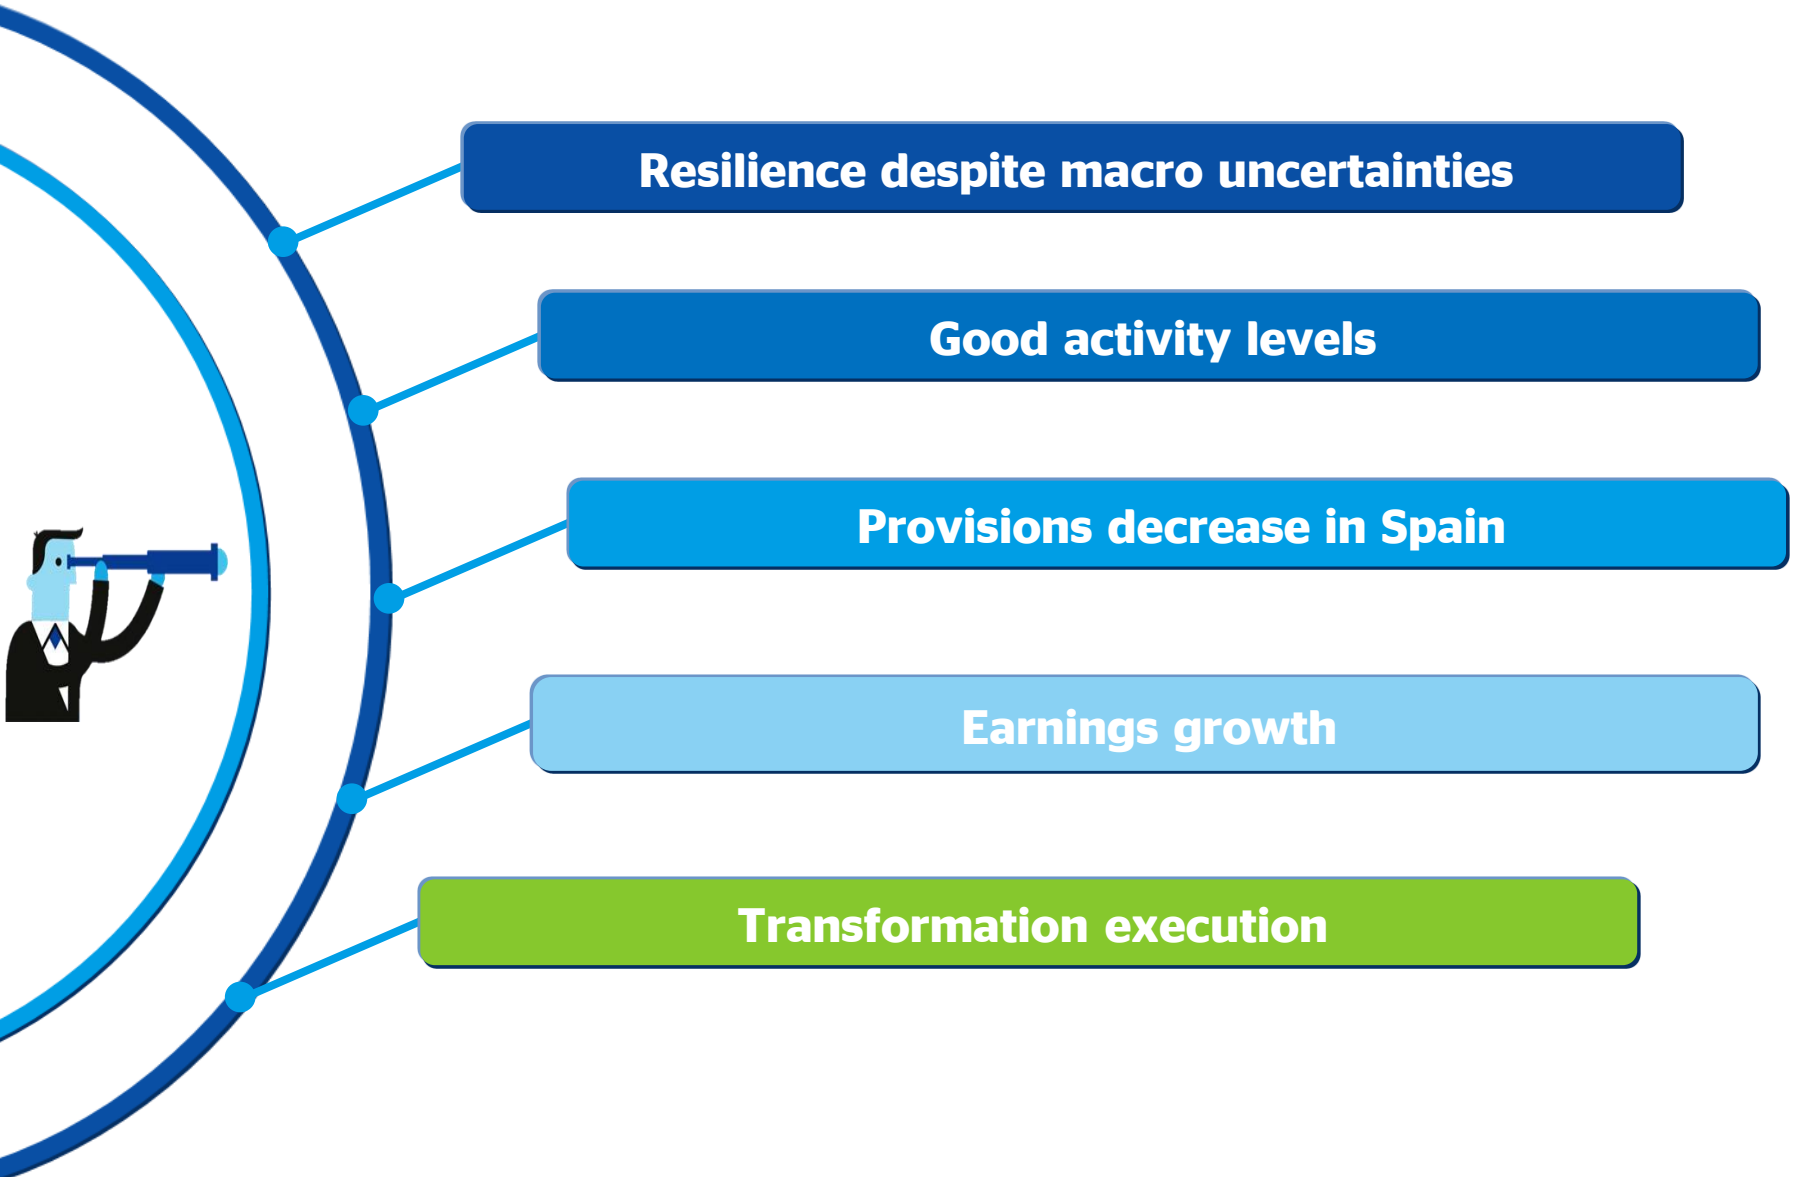 Resilience despite macro uncertainties
Good activity levels
Provisions decrease in Spain
Earnings growth
Transformation execution